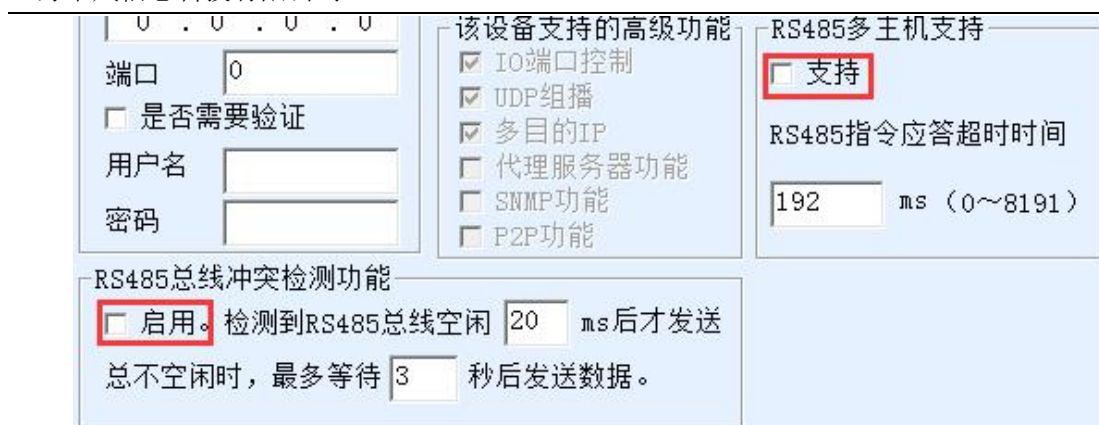 0 . 0 . 0 . 0
端口 0
是否需要验证
用户名
密码
该设备支持的高级功能
IO端口控制
UDP组播
多目的IP
代理服务器功能
SNMP功能
P2P功能
RS485多主机支持
支持
RS485指令应答超时时间
192 ms (0~8191)
RS485总线冲突检测功能
启用。检测到RS485总线空闲 20 ms后才发送
总不空闲时，最多等待 3 秒后发送数据。